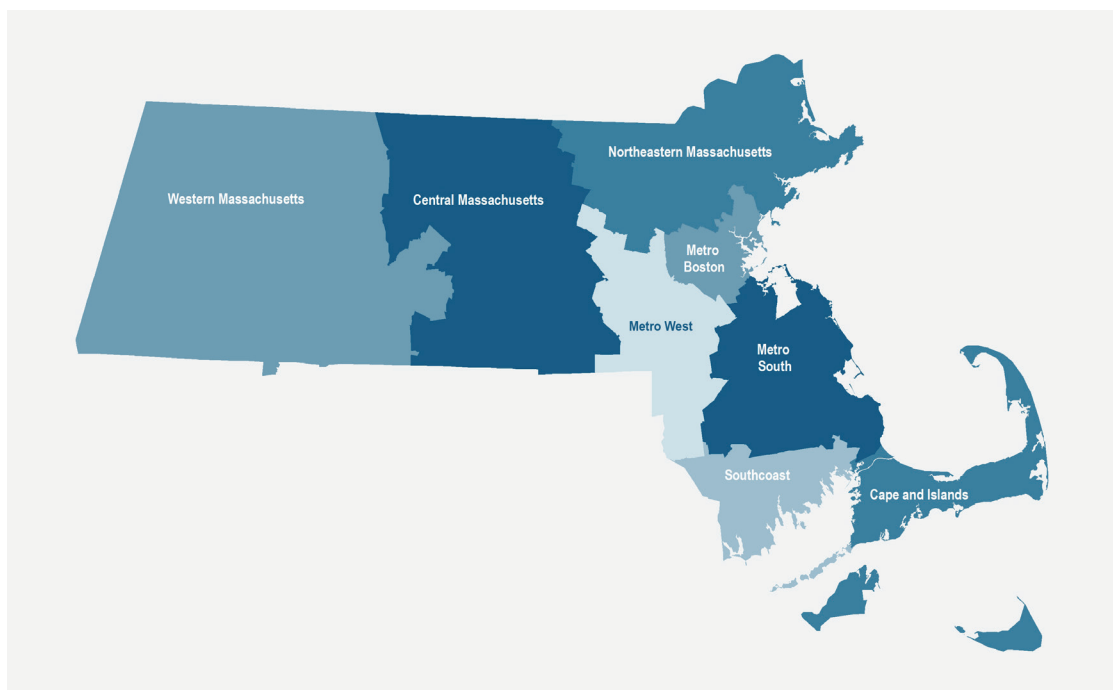 Northeastern Massachusetts
Western Massachusetts
Central Massachusetts
Metro
Boston
Metro West
Metro
South
Southcoast
Cape and Islands